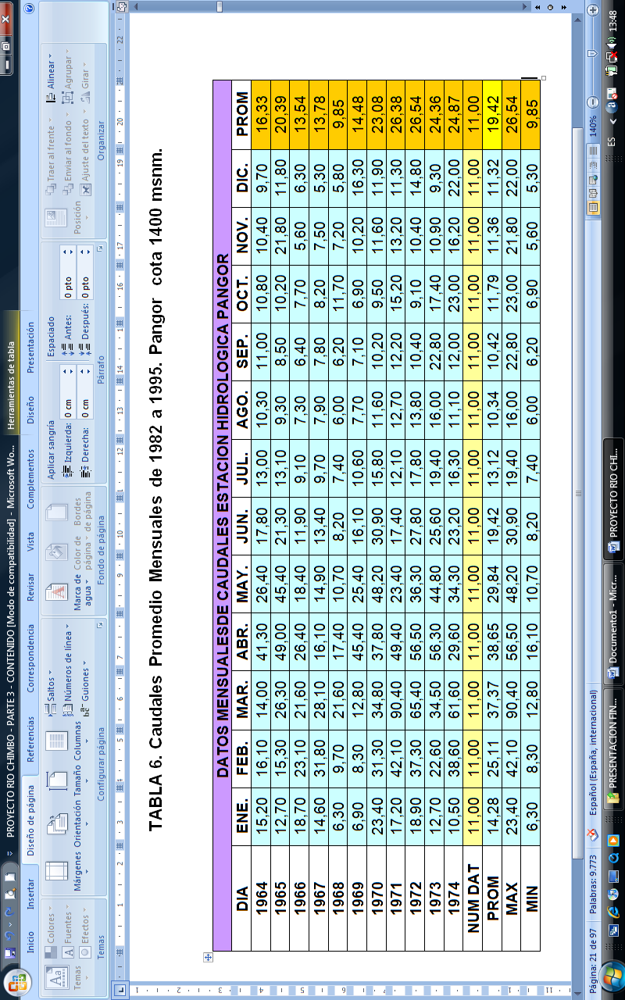 PROYECTO RIO CHIMBO - PARTE 3 - CONTENIDO [Modo de compatibilidad] - Microsoft Wo...
Herramientas de tabla
Inicio Insertar Diseño de página Referencias Correspondencia Revisar Vista Complementos Diseño Presentación
Temas
Colores
Fuentes
Efectos
Temas
Márgenes Orientación Tamaño Columnas
Saltos
Números de línea
Guiones
Configurar página
Marca de agua
Color de página
Bordes de página
Fondo de página
Aplicar sangría
Izquierda: 0 cm
Derecha: 0 cm
Espaciado
Antes: 0 pto
Después: 0 pto
Párrafo
Posición
Traer al frente
Enviar al fondo
Ajuste del texto
Alinear
Agrupar
Girar
Organizar
TABLA 6. Caudales Promedio Mensuales de 1982 a 1995. Pangor cota 1400 msnm.
DATOS MENSUALESDE CAUDALES ESTACION HIDROLOGICA PANGOR
DIA ENE. FEB. MAR. ABR. MAY. JUN. JUL. AGO. SEP. OCT. NOV. DIC. PROM
1964 15,20 16,10 14,00 41,30 26,40 17,80 13,00 10,30 11,00 10,80 10,40 9,70 16,33
1965 12,70 15,30 26,30 49,00 45,40 21,30 13,10 9,30 8,50 10,20 21,80 11,80 20,39
1966 18,70 23,10 21,60 26,40 18,40 11,90 9,10 7,30 6,40 7,70 5,60 6,30 13,54
1967 14,60 31,80 28,10 16,10 14,90 13,40 9,70 7,90 7,80 8,20 7,50 5,30 13,78
1968 6,30 9,70 21,60 17,40 10,70 8,20 7,40 6,00 6,20 11,70 7,20 5,80 9,85
1969 6,90 8,30 12,80 45,40 25,40 16,10 10,60 7,70 7,10 6,90 10,20 16,30 14,48
1970 23,40 31,30 34,80 37,80 48,20 30,90 15,80 11,60 10,20 9,50 11,60 11,90 23,08
1971 17,20 42,10 90,40 49,40 23,40 17,40 12,10 12,70 12,20 15,20 13,20 11,30 26,38
1972 18,90 37,30 65,40 56,50 36,30 27,80 17,80 13,80 10,40 9,10 10,40 14,80 26,54
1973 12,70 22,60 34,50 56,30 44,80 25,60 19,40 16,00 22,80 17,40 10,90 9,30 24,36
1974 10,50 38,60 61,60 29,60 34,30 23,20 16,30 11,10 12,00 23,00 16,20 22,00 24,87
NUM DAT 11,00 11,00 11,00 11,00 11,00 11,00 11,00 11,00 11,00 11,00 11,00 11,00 11,00
PROM 14,28 25,11 37,37 38,65 29,84 19,42 13,12 10,34 10,42 11,79 11,36 11,32 19,42
MAX 23,40 42,10 90,40 56,50 48,20 30,90 19,40 16,00 22,80 23,00 21,80 22,00 26,54
MIN 6,30 8,30 12,80 16,10 10,70 8,20 7,40 6,00 6,20 6,90 5,60 5,30 9,85
Página: 21 de 97 Palabras: 9.773 Español (España, internacional) 140%
PRESENTACION FIN... Documento1 - Micr... PROYECTO RIO CHI... ES 13:48